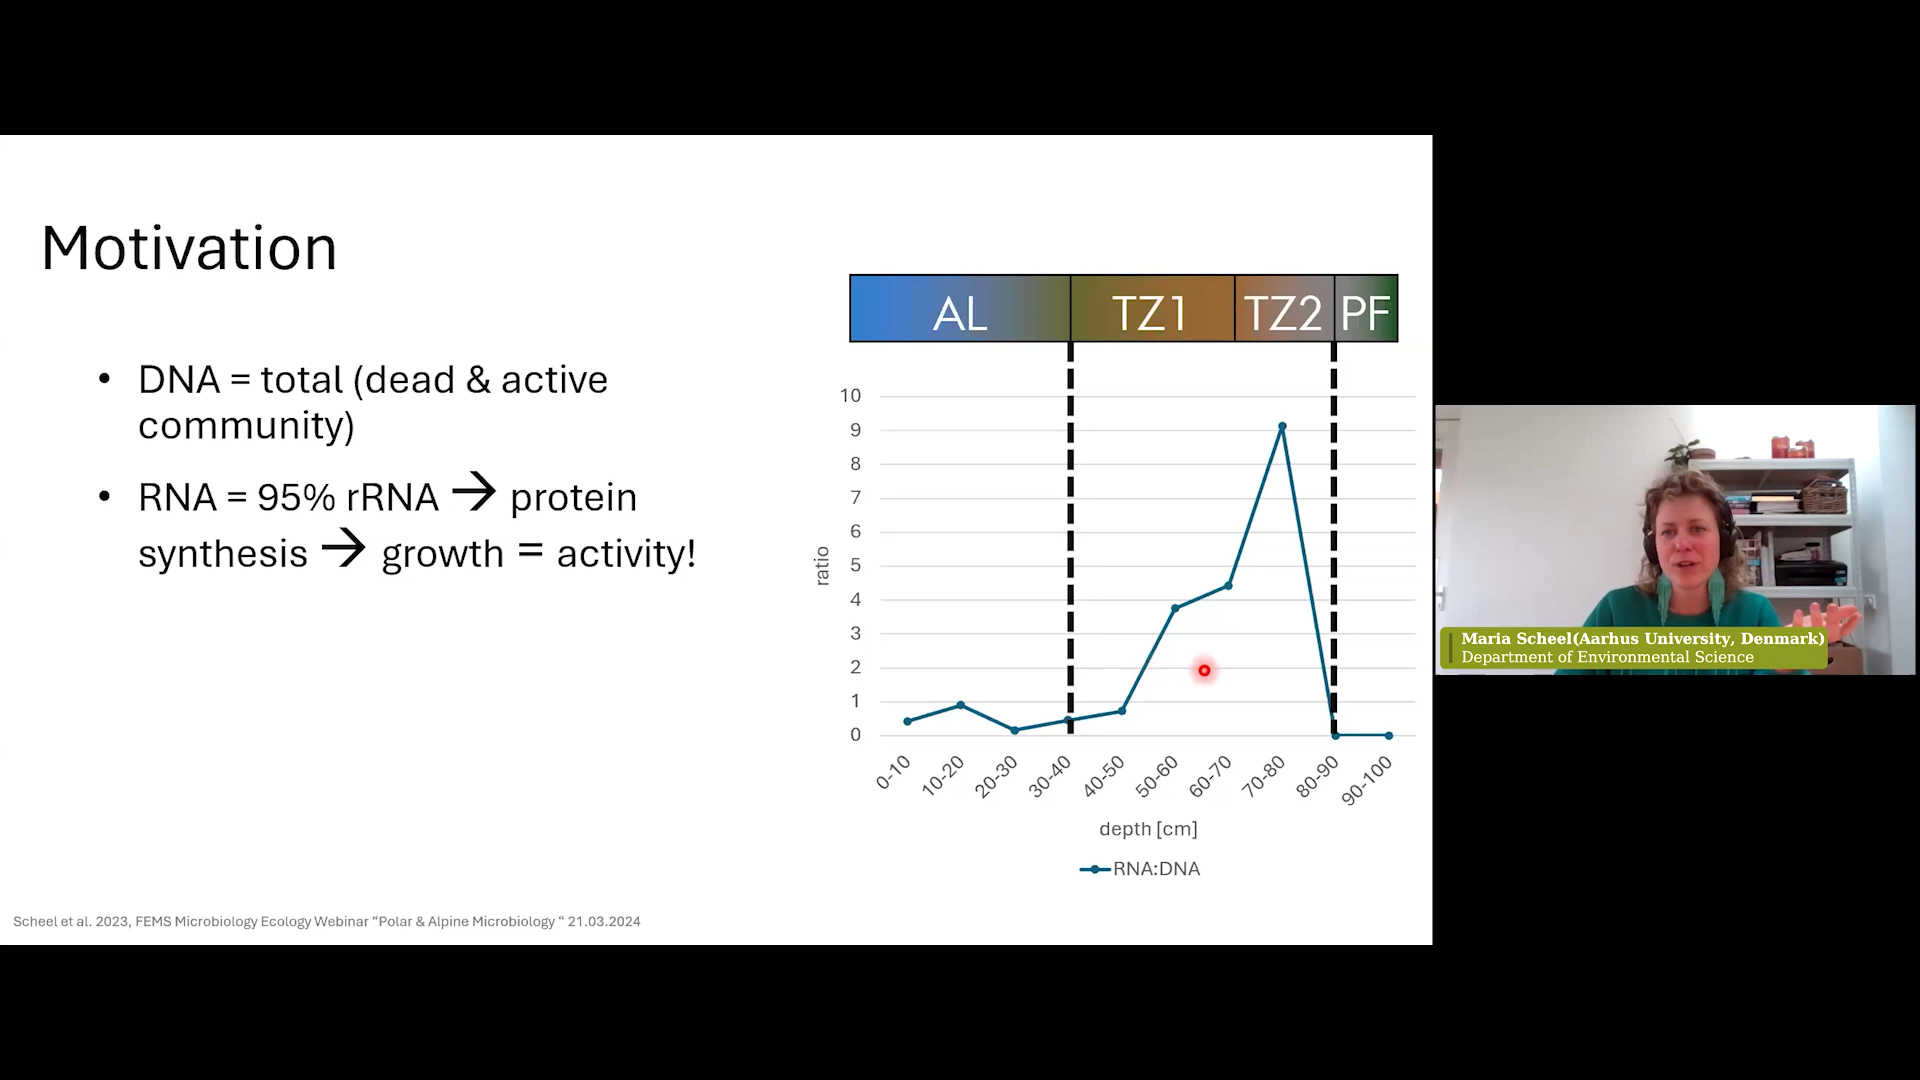 Motivation
• DNA = total (dead & active
community)
• RNA = 95% rRNA → protein
synthesis → growth = activity!
AL TZ1 TZ2 PF
10
9
8
7
6
5
4
3
2
1
0
ratio
0-10 10-20 20-30 30-40 40-50 50-60 60-70 70-80 80-90 90-100
depth [cm]
RNA:DNA
Scheel et al. 2023, FEMS Microbiology Ecology Webinar “Polar & Alpine Microbiology “ 21.03.2024
Maria Scheel(Aarhus University, Denmark)
Department of Environmental Science